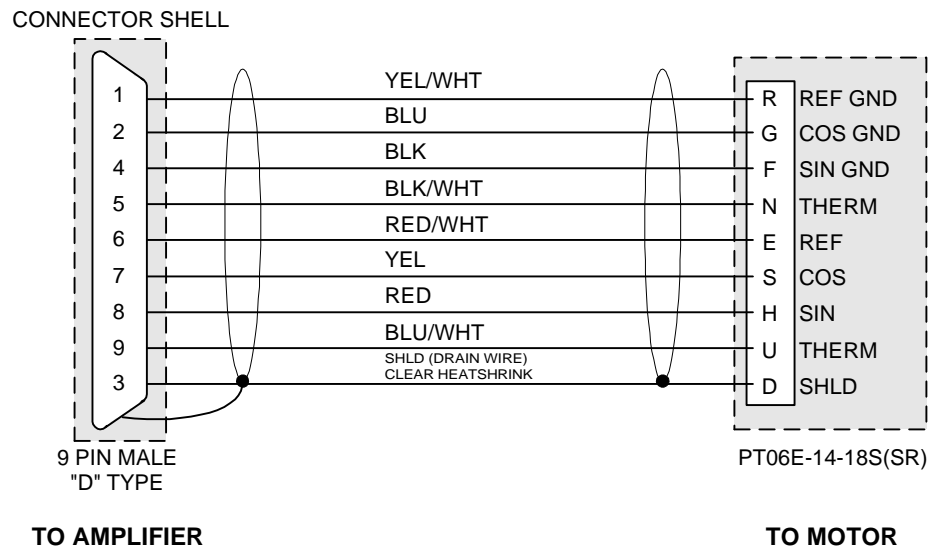 CONNECTOR SHELL
1 YEL/WHT R REF GND
2 BLU G COS GND
4 BLK F SIN GND
5 BLK/WHT N THERM
6 RED/WHT E REF
7 YEL S COS
8 RED H SIN
9 BLU/WHT U THERM
SHLD (DRAIN WIRE)
3 CLEAR HEATSHRINK D SHLD
9 PIN MALE
"D" TYPE
PT06E-14-18S(SR)
TO AMPLIFIER
TO MOTOR